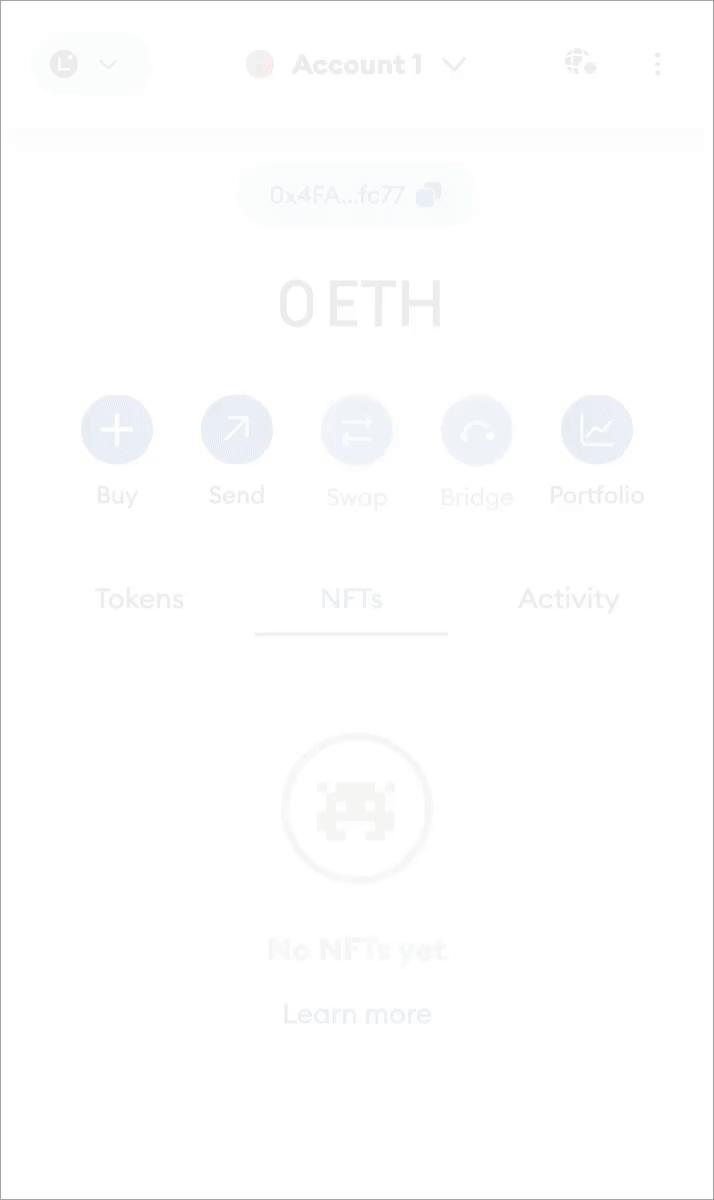 L Account 1
0x4FA...fc77
0 ETH
Buy Send Swap Bridge Portfolio
Tokens NFTs Activity
No NFTs yet
Learn more